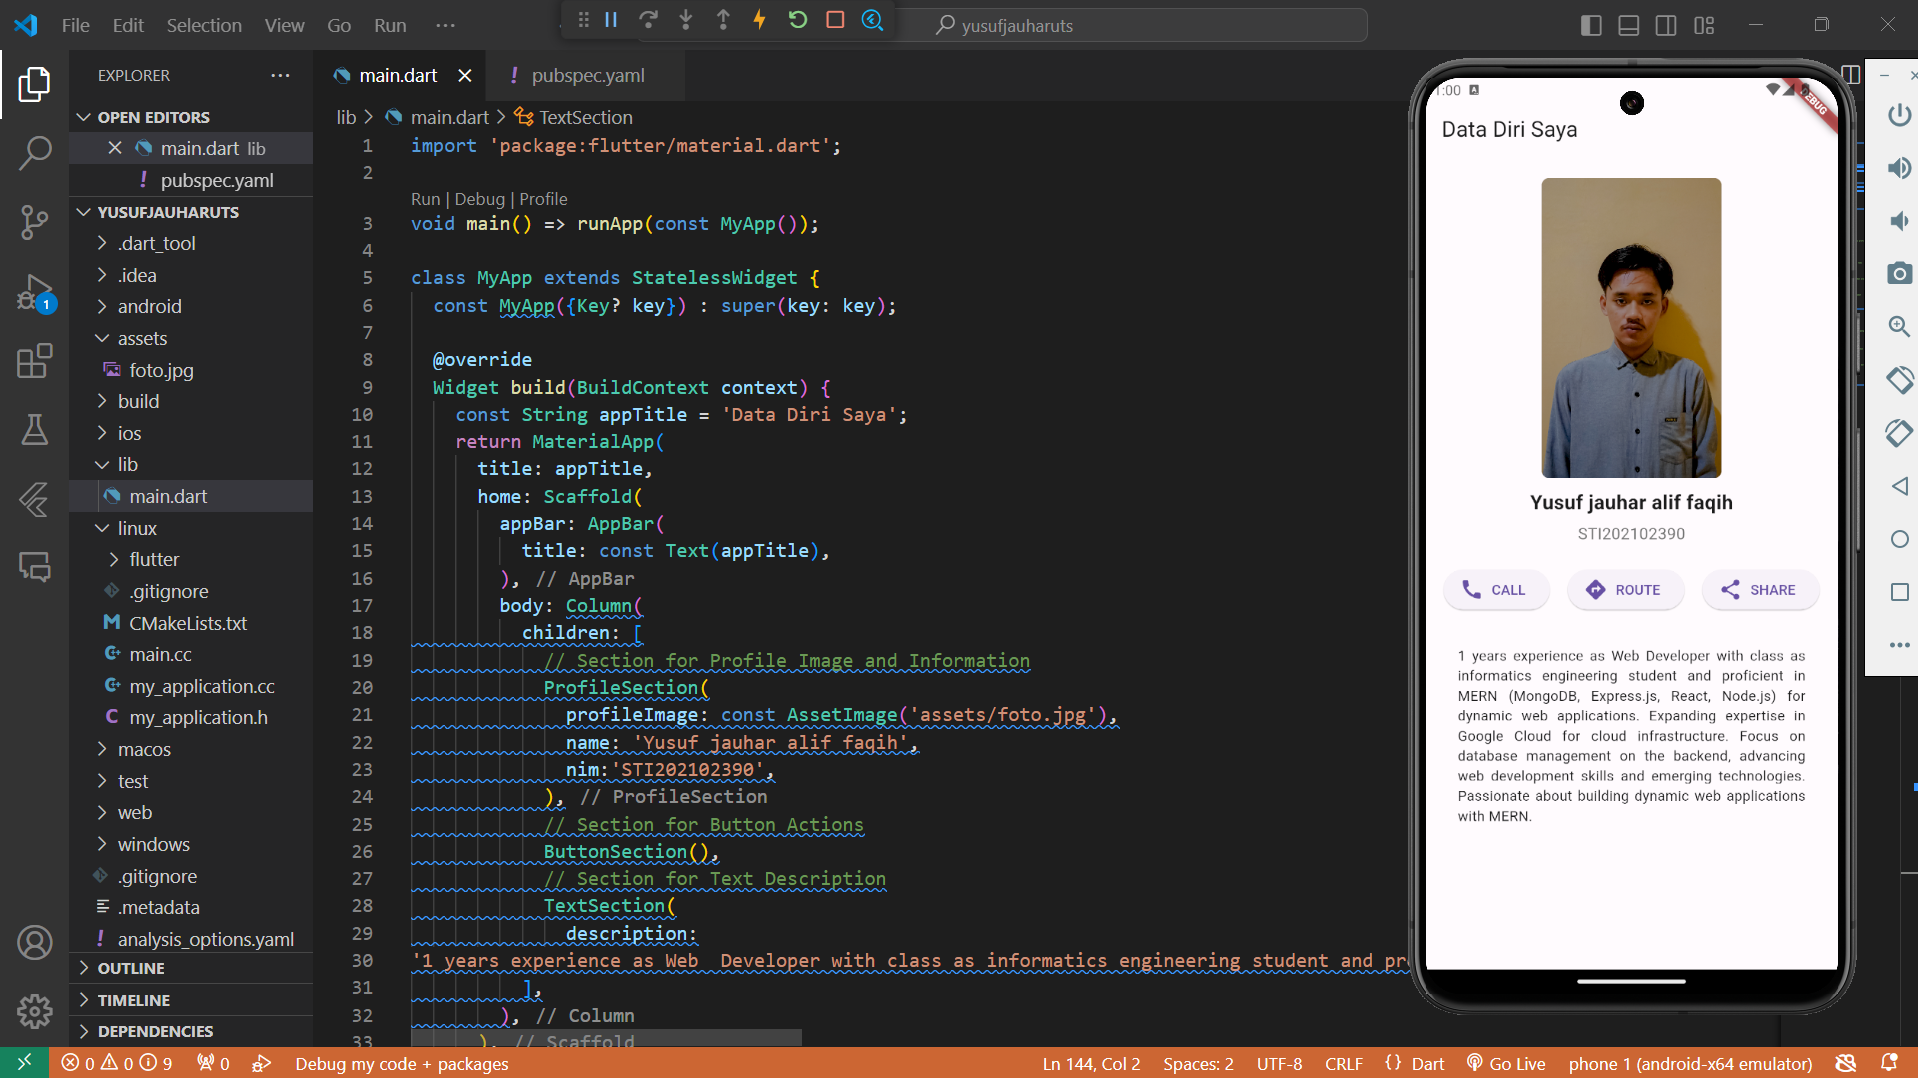 File Edit Selection View Go Run ···
yusufjauharuts
EXPLORER
OPEN EDITORS
main.dart lib
! pubspec.yaml
YUSUFJAUHARUTS
.dart_tool
.idea
android
assets
foto.jpg
build
ios
lib
main.dart
linux
flutter
.gitignore
CMakeLists.txt
main.cc
my_application.cc
my_application.h
macos
test
web
windows
.gitignore
.metadata
! analysis_options.yaml
OUTLINE
TIMELINE
DEPENDENCIES
1
main.dart
! pubspec.yaml
lib > main.dart > TextSection
1 import 'package:flutter/material.dart';
2
Run | Debug | Profile
3 void main() => runApp(const MyApp());
4
5 class MyApp extends StatelessWidget {
6 const MyApp({Key? key}) : super(key: key);
7
8 @override
9 Widget build(BuildContext context) {
10 const String appTitle = 'Data Diri Saya';
11 return MaterialApp(
12 title: appTitle,
13 home: Scaffold(
14 appBar: AppBar(
15 title: const Text(appTitle),
16 ), // AppBar
17 body: Column(
18 children: [
19 // Section for Profile Image and Information
20 ProfileSection(
21 profileImage: const AssetImage('assets/foto.jpg'),
22 name: 'Yusuf jauhar alif faqih',
23 nim:'STI202102390',
24 ), // ProfileSection
25 // Section for Button Actions
26 ButtonSection(),
27 // Section for Text Description
28 TextSection(
29 description:
30 '1 years experience as Web  Developer with class as informatics engineering student and pr
31 ],
32 ), // Column
33 ), // Scaffold
1:00
DEBUG
Data Diri Saya
Yusuf jauhar alif faqih
STI202102390
CALL ROUTE SHARE
1 years experience as Web Developer with class as
informatics engineering student and proficient in
MERN (MongoDB, Express.js, React, Node.js) for
dynamic web applications. Expanding expertise in
Google Cloud for cloud infrastructure. Focus on
database management on the backend, advancing
web development skills and emerging technologies.
Passionate about building dynamic web applications
with MERN.
0 0 9 0 Debug my code + packages Ln 144, Col 2 Spaces: 2 UTF-8 CRLF {} Dart Go Live phone 1 (android-x64 emulator)